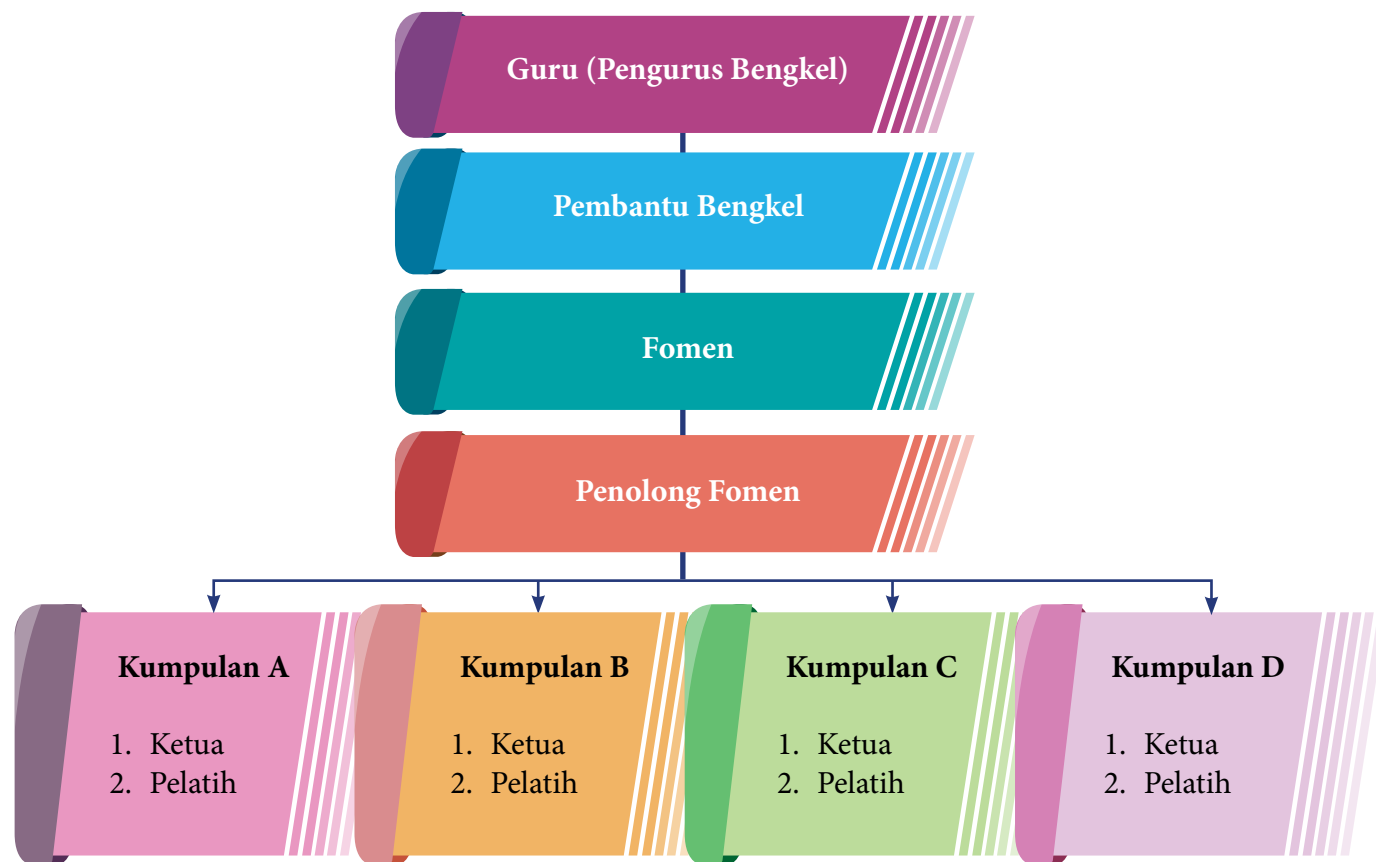 Guru (Pengurus Bengkel)
Pembantu Bengkel
Fomen
Penolong Fomen
Kumpulan A
1. Ketua
2. Pelatih
Kumpulan B
1. Ketua
2. Pelatih
Kumpulan C
1. Ketua
2. Pelatih
Kumpulan D
1. Ketua
2. Pelatih